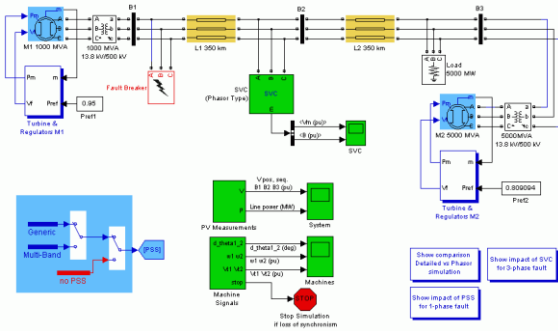 M1 1000 MVA
1000 MVA
13.8 kV/500 kV
B1
L1 350 km
B2
L2 350 km
B3
Fault Breaker
A B C
SVC
(Phasor Type)
SVC
<Vm (pu)>
<B (pu)>
SVC
Load
5000 MW
Pm
m
Vf
Pref
0.95
Pref1
Turbine &
Regulators M1
M2 5000 MVA
5000MVA
13.8 kV/500 kV
Pm
m
Vf
Pref
0.809094
Pref2
Turbine &
Regulators M2
Generic
Multi-Band
no PSS
[PSS]
V pos. seq.
B1 B2 B3 (pu)
V
Line power (MW)
P
PV Measurements
System
d_theta1_2
d_theta1_2 (deg)
w1 w2 (pu)
Vt1 Vt2
Vt1 Vt2 (pu)
stop
Machines
Machine
Signals
STOP
Stop Simulation
if loss of synchronism
Show comparison
Detailed vs Phasor
simulation
Show impact of SVC
for 3-phase fault
Show impact of PSS
for 1-phase fault